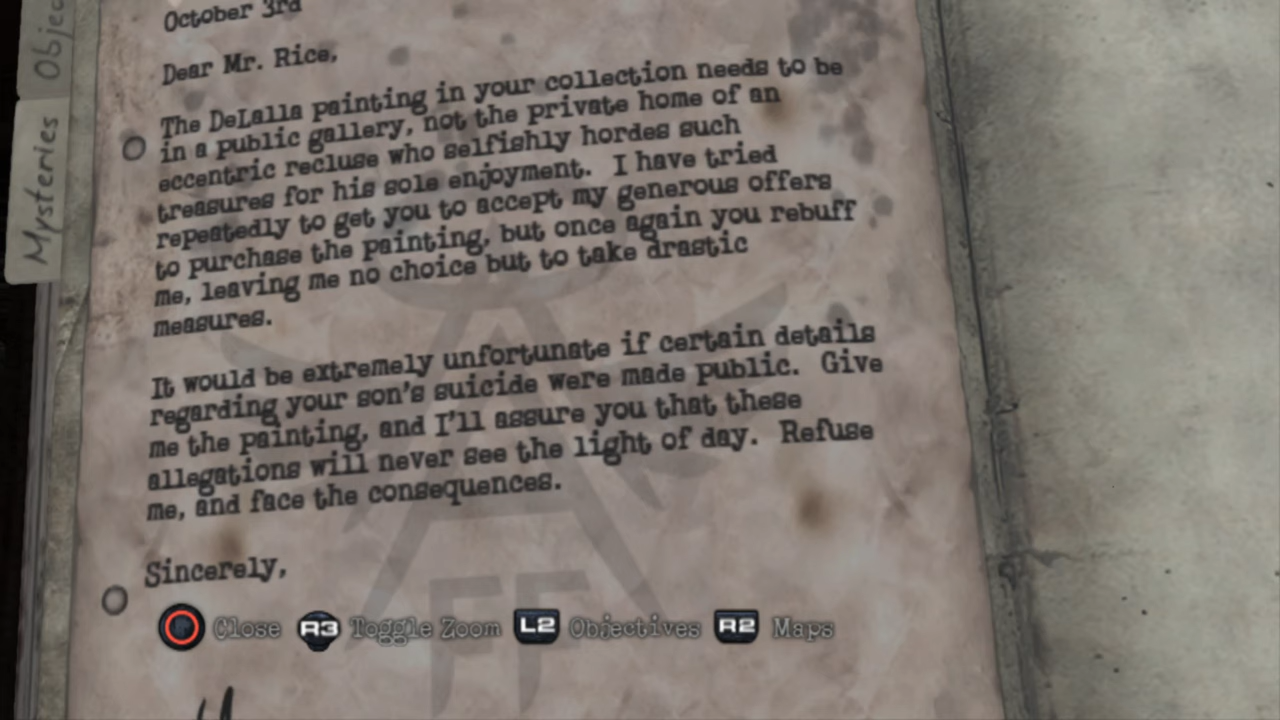 Objec
Mysteries
October 3rd
Dear Mr. Rice,
The DeLalla painting in your collection needs to be
in a public gallery, not the private home of an
eccentric recluse who selfishly hordes such
treasures for his sole enjoyment.  I have tried
repeatedly to get you to accept my generous offers
to purchase the painting, but once again you rebuff
me, leaving me no choice but to take drastic
measures.
It would be extremely unfortunate if certain details
regarding your son's suicide were made public.  Give
me the painting, and I'll assure you that these
allegations will never see the light of day.  Refuse
me, and face the consequences.
Sincerely,
Close R3 Toggle Zoom L2 Objectives R2 Maps
FF